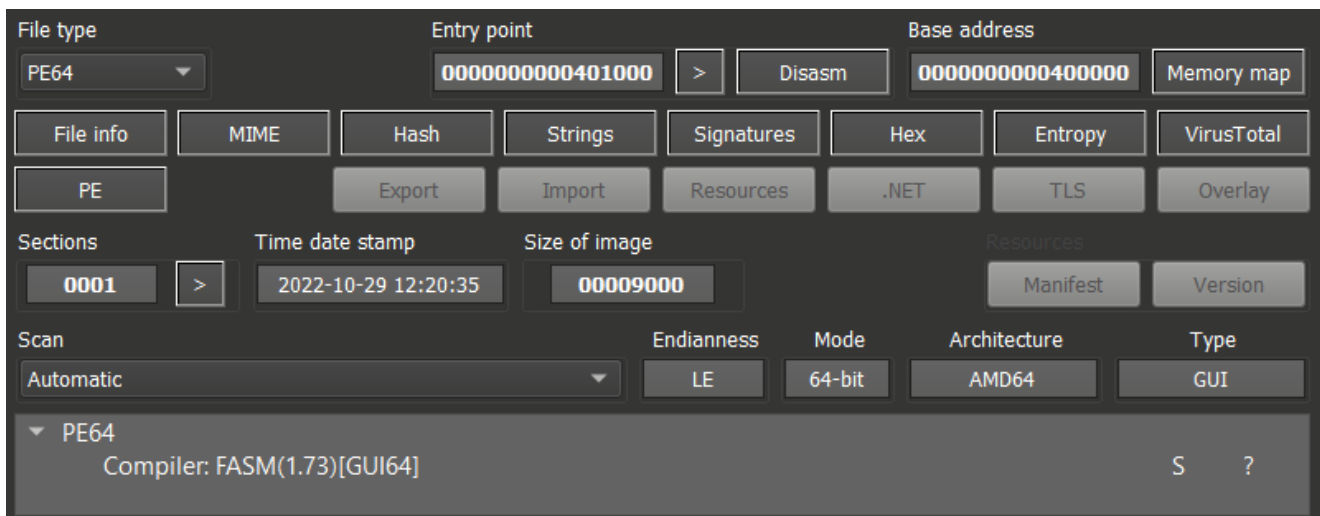 File type Entry point Base address
PE64 0000000000401000 > Disasm 0000000000400000 Memory map
File info MIME Hash Strings Signatures Hex Entropy VirusTotal
PE Export Import Resources .NET TLS Overlay
Sections Time date stamp Size of image Resources
0001 > 2022-10-29 12:20:35 00009000 Manifest Version
Scan Endianness Mode Architecture Type
Automatic LE 64-bit AMD64 GUI
PE64
Compiler: FASM(1.73)[GUI64] S ?